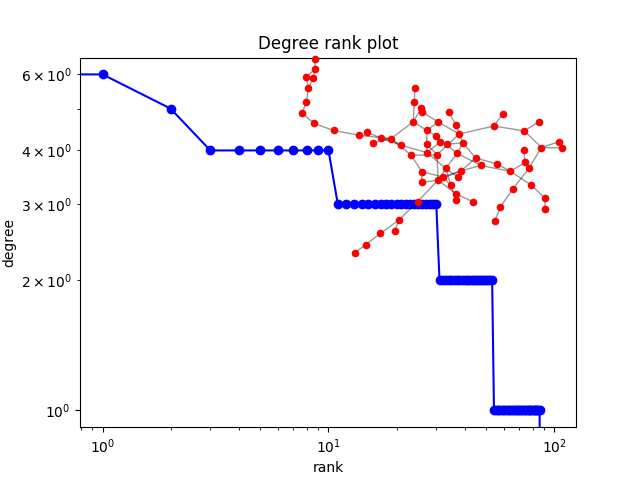 Degree rank plot
6 × 10⁰
4 × 10⁰
3 × 10⁰
2 × 10⁰
10⁰
degree
10⁰ 10¹ 10²
rank